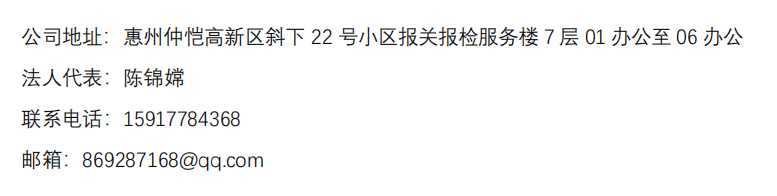 公司地址：惠州仲恺高新区斜下 22 号小区报关报检服务楼 7 层 01 办公至 06 办公
法人代表：陈锦嫦
联系电话：15917784368
邮箱：869287168@qq.com